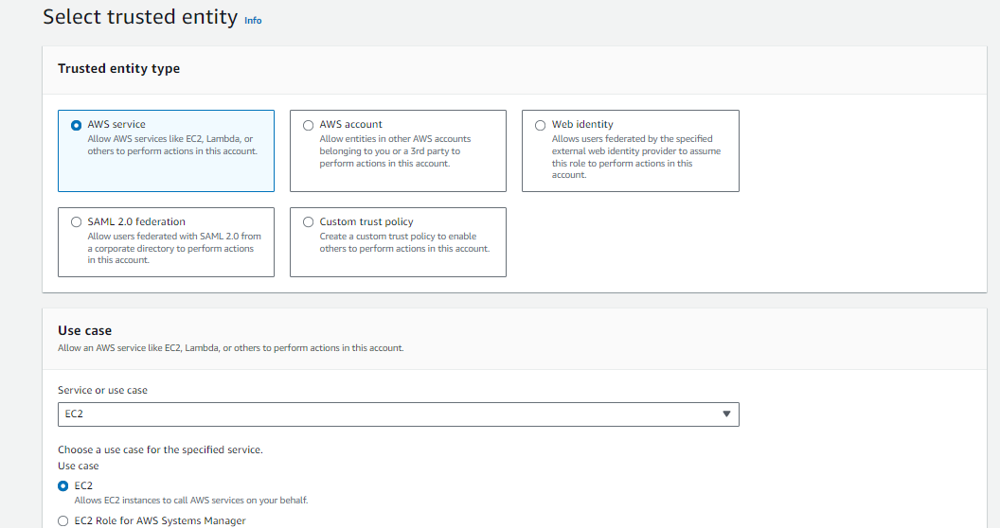 Select trusted entity Info
Trusted entity type
AWS service
Allow AWS services like EC2, Lambda, or
others to perform actions in this account.
AWS account
Allow entities in other AWS accounts
belonging to you or a 3rd party to
perform actions in this account.
Web identity
Allows users federated by the specified
external web identity provider to assume
this role to perform actions in this
account.
SAML 2.0 federation
Allow users federated with SAML 2.0 from
a corporate directory to perform actions
in this account.
Custom trust policy
Create a custom trust policy to enable
others to perform actions in this account.
Use case
Allow an AWS service like EC2, Lambda, or others to perform actions in this account.
Service or use case
EC2
Choose a use case for the specified service.
Use case
EC2
Allows EC2 instances to call AWS services on your behalf.
EC2 Role for AWS Systems Manager